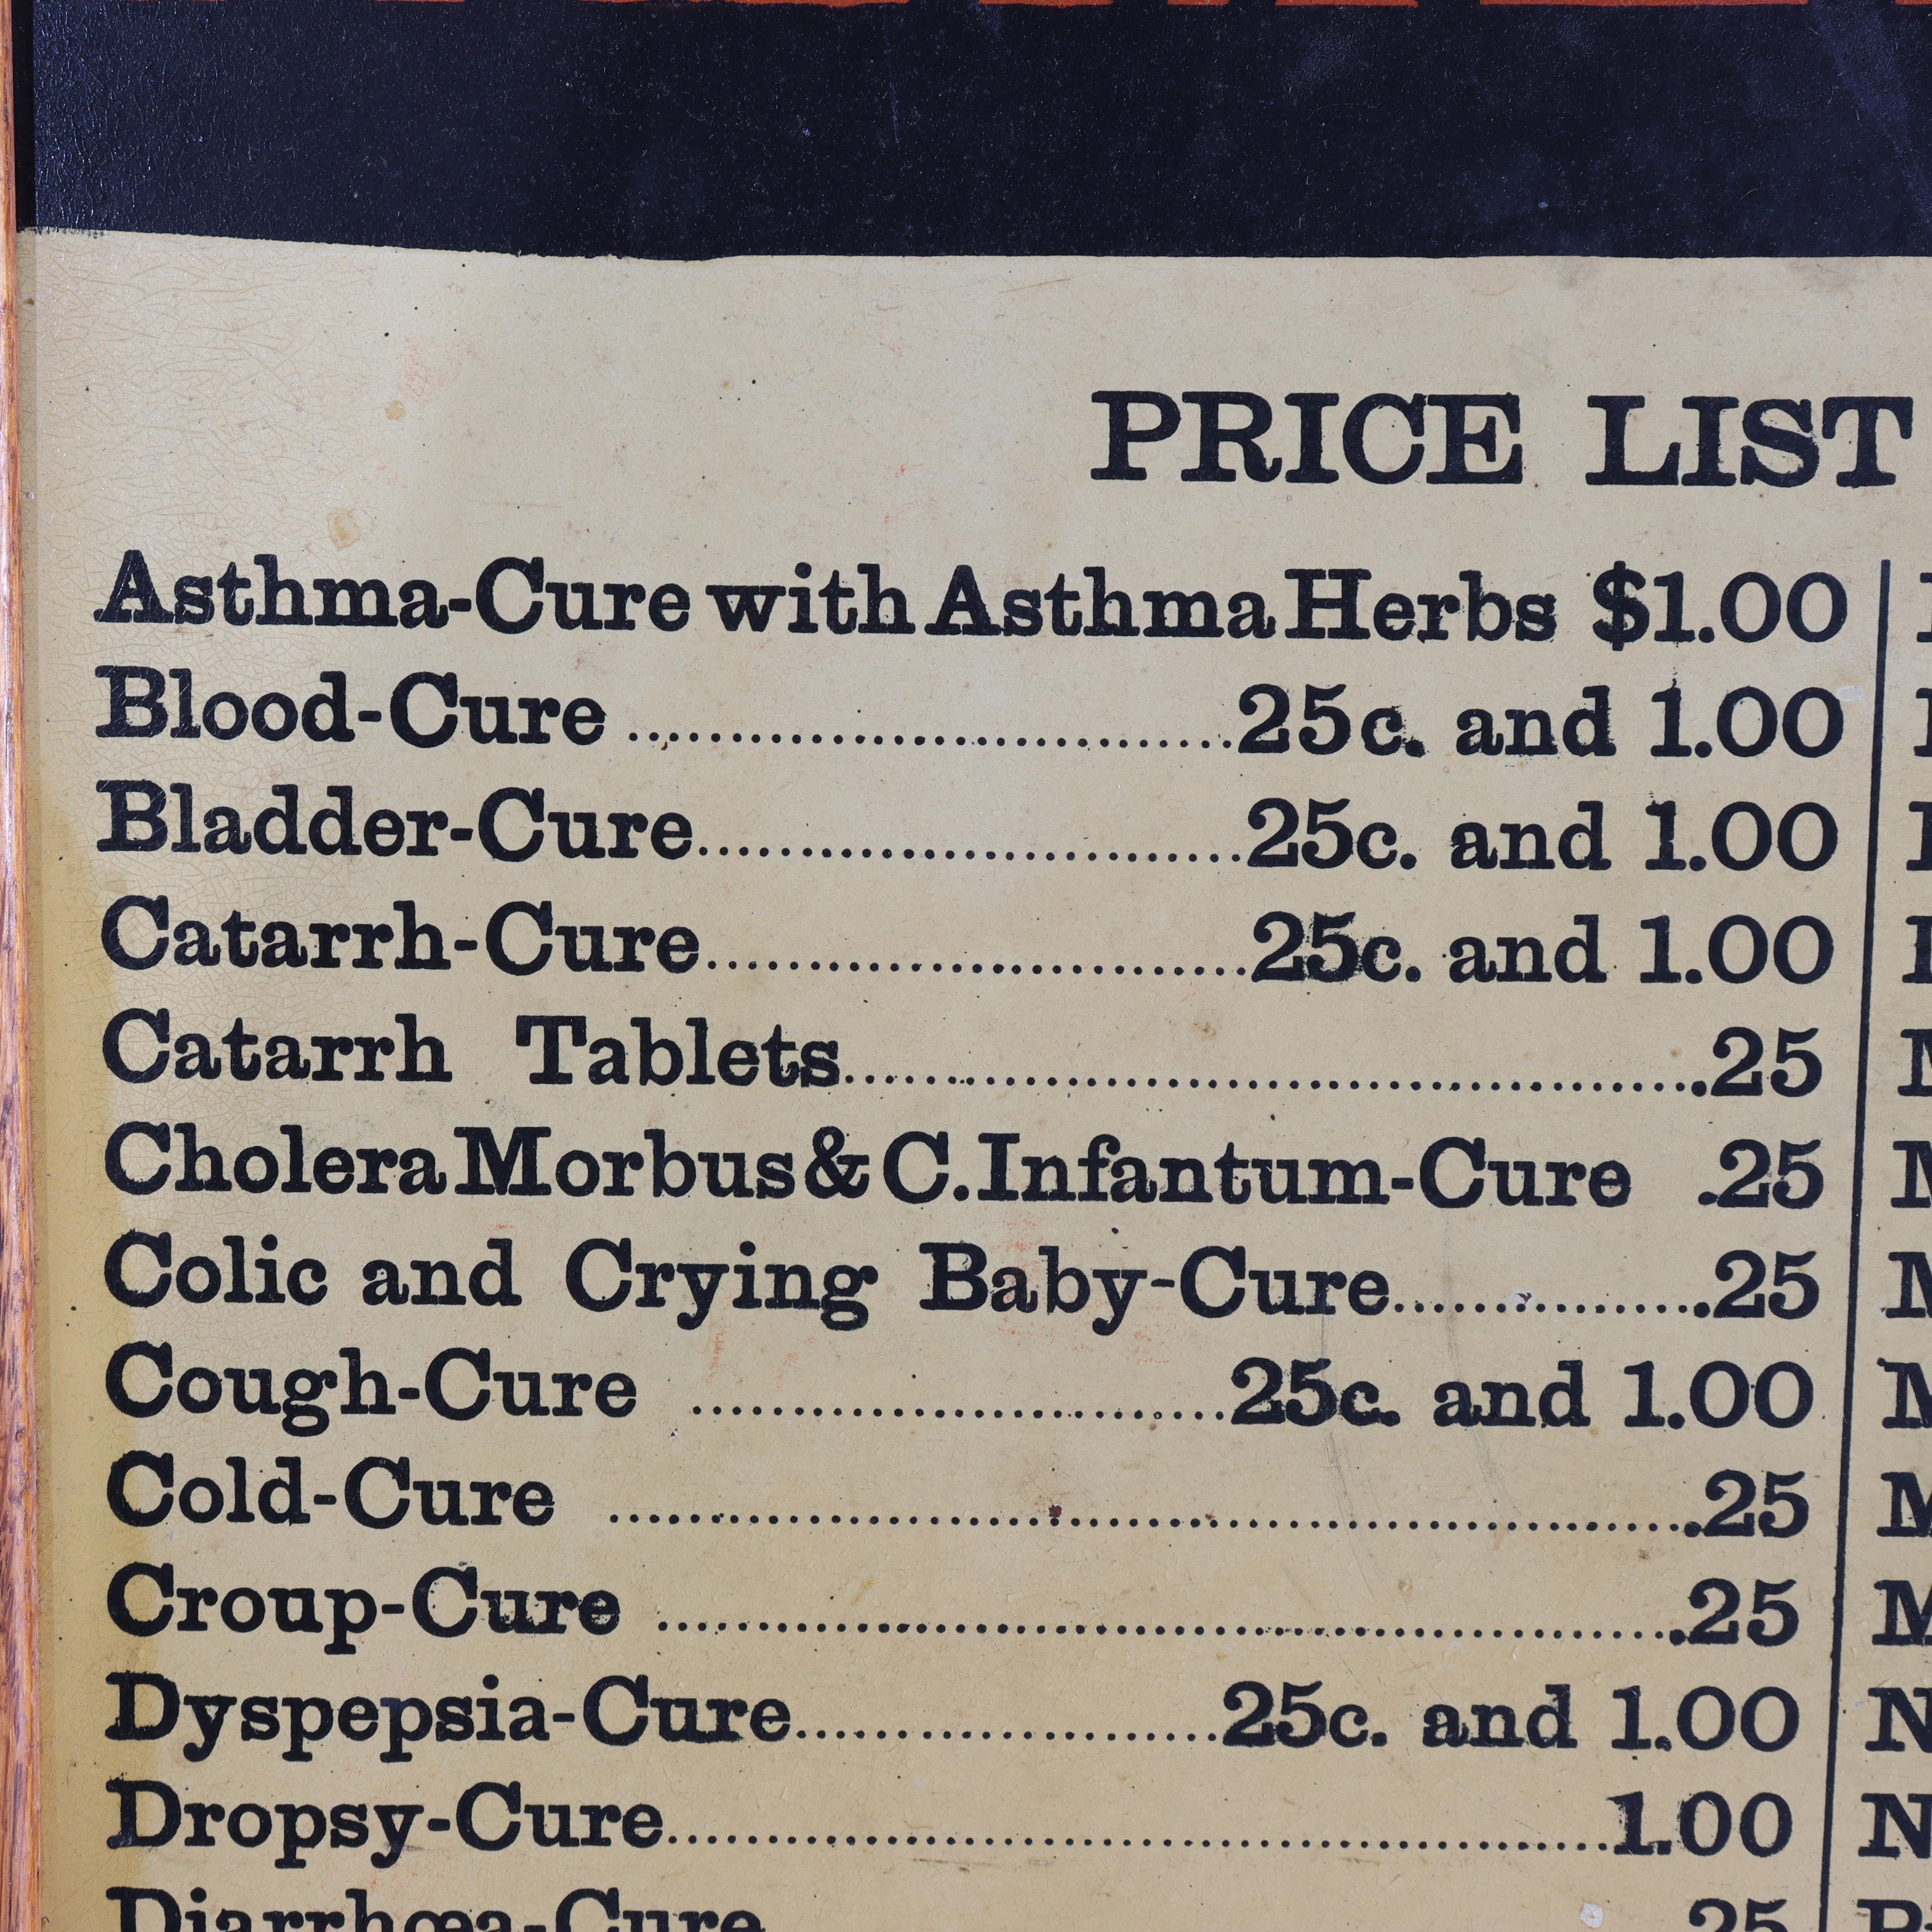 PRICE LIST
Asthma-Cure with Asthma Herbs $1.00
Blood-Cure ..............................25c. and 1.00
Bladder-Cure...........................25c. and 1.00
Catarrh-Cure...........................25c. and 1.00
Catarrh Tablets...........................................25
Cholera Morbus & C. Infantum-Cure .25
Colic and Crying Baby-Cure................25
Cough-Cure ...........................25c. and 1.00
Cold-Cure ......................................................25
Croup-Cure ...................................................25
Dyspepsia-Cure.....................25c. and 1.00
Dropsy-Cure...............................................1.00
Diarrhœa-Cure .25